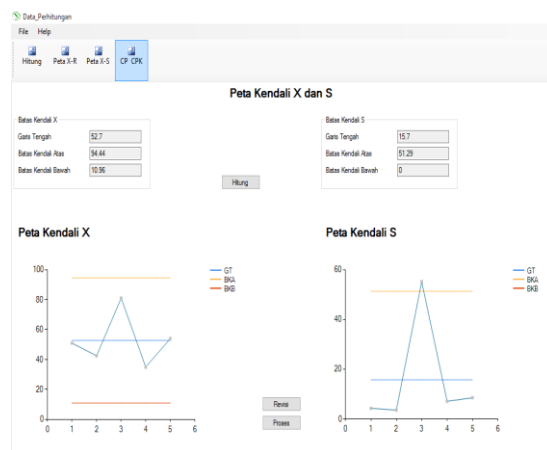 Data_Perhitungan
File Help
Hitung Peta X-R Peta X-S CP CPK
Peta Kendali X dan S
Batas Kendali X
Garis Tengah 52.7
Batas Kendali Atas 94.44
Batas Kendali Bawah 10.96
Batas Kendali S
Garis Tengah 15.7
Batas Kendali Atas 51.29
Batas Kendali Bawah 0
Hitung
Peta Kendali X
100
80
60
40
20
0
0 1 2 3 4 5 6
GT
BKA
BKB
Revisi
Proses
Peta Kendali S
60
40
20
0
0 1 2 3 4 5 6
GT
BKA
BKB